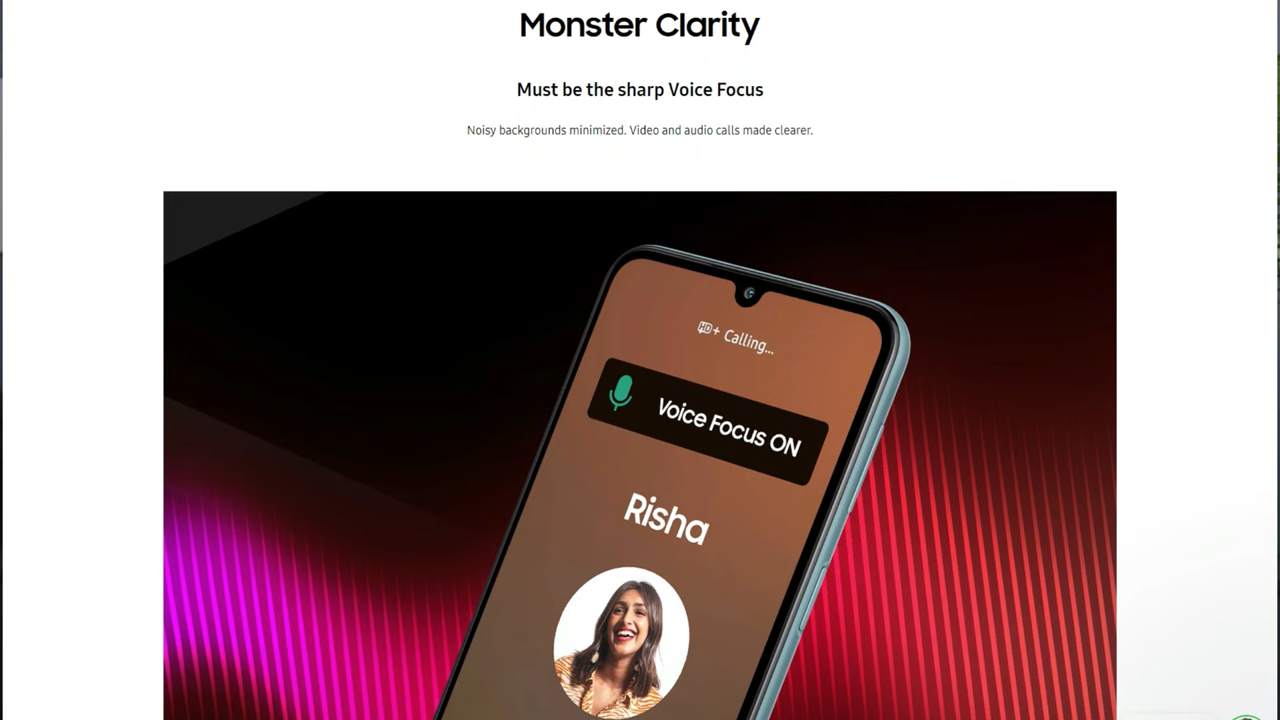 Monster Clarity
Must be the sharp Voice Focus
Noisy backgrounds minimized. Video and audio calls made clearer.
HD+ Calling...
Voice Focus ON
Risha